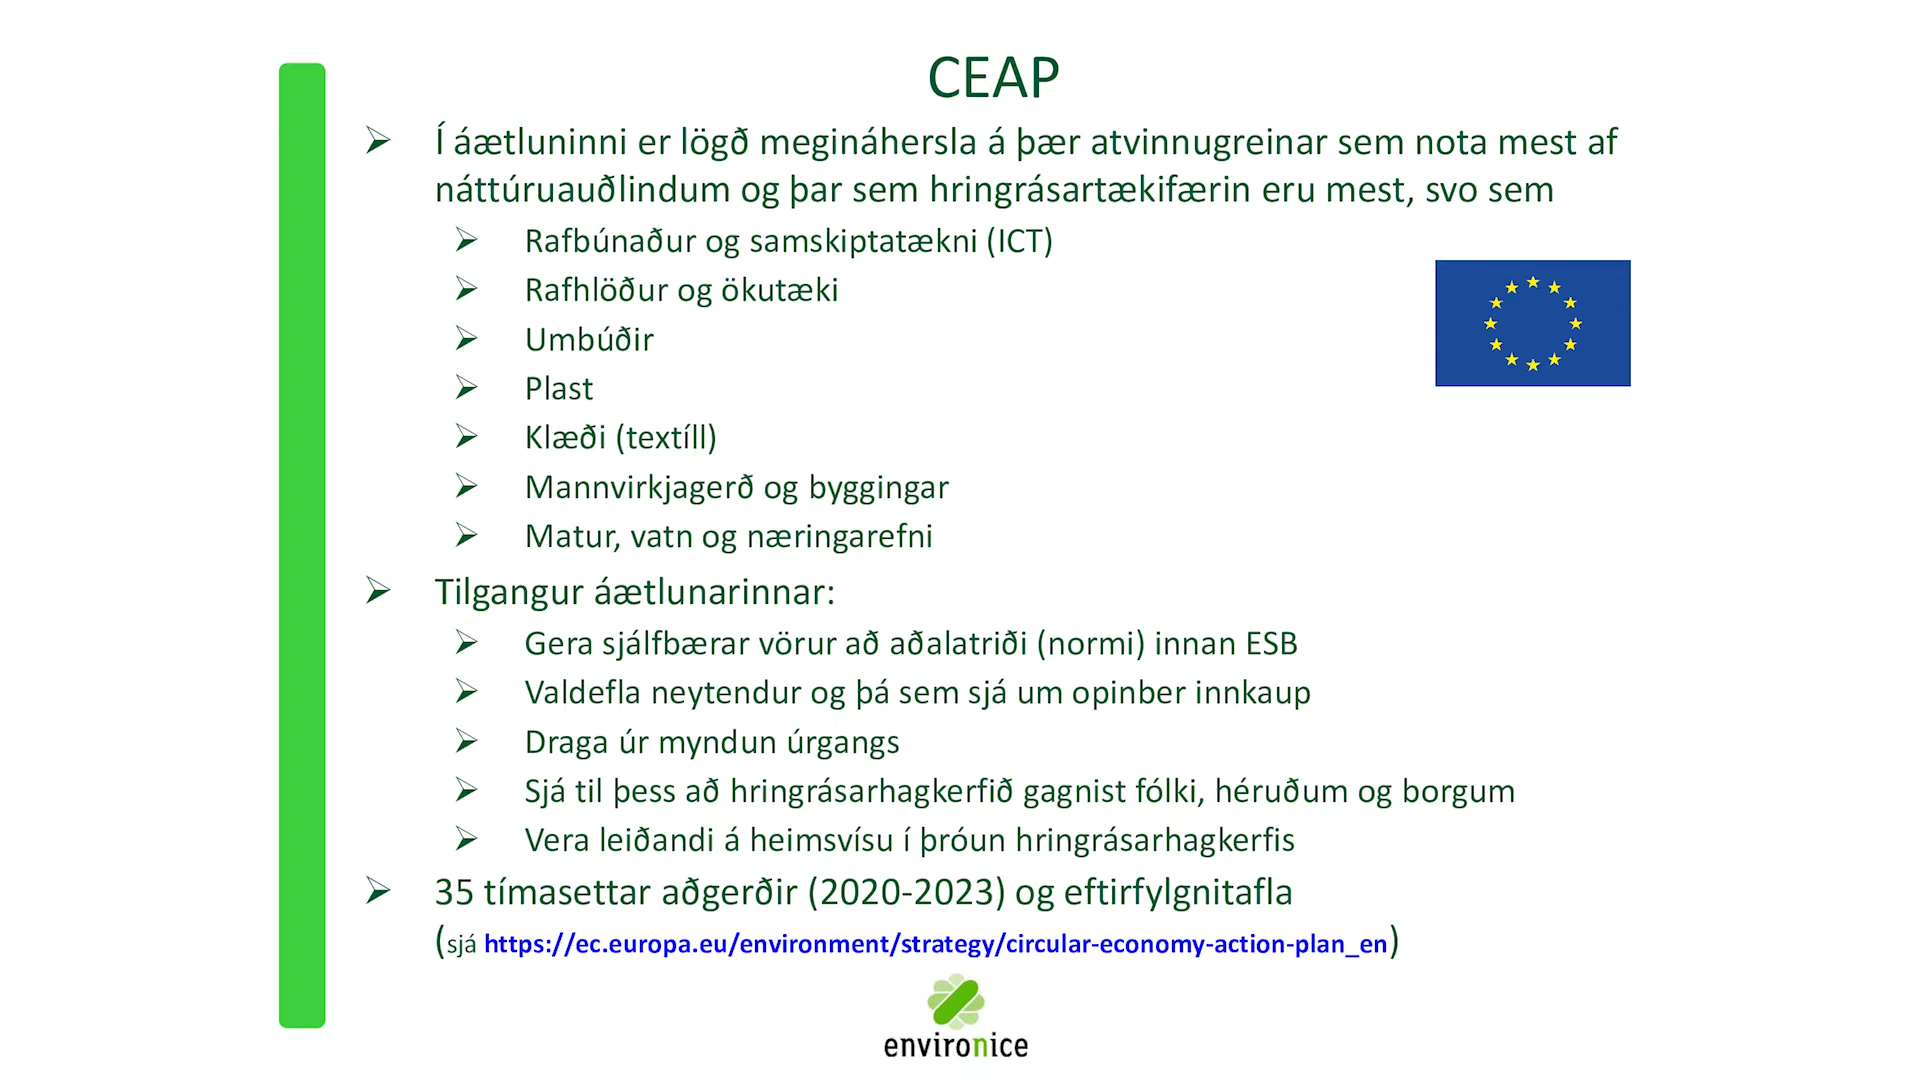 CEAP
Í áætluninni er lögð megináhersla á þær atvinnugreinar sem nota mest af
náttúruauðlindum og þar sem hringrásartækifærin eru mest, svo sem
Rafbúnaður og samskiptatækni (ICT)
Rafhlöður og ökutæki
Umbúðir
Plast
Klæði (textíll)
Mannvirkjagerð og byggingar
Matur, vatn og næringarefni
Tilgangur áætlunarinnar:
Gera sjálfbærar vörur að aðalatriði (normi) innan ESB
Valdefla neytendur og þá sem sjá um opinber innkaup
Draga úr myndun úrgangs
Sjá til þess að hringrásarhagkerfið gagnist fólki, héruðum og borgum
Vera leiðandi á heimsvísu í þróun hringrásarhagkerfis
35 tímasettar aðgerðir (2020-2023) og eftirfylgnitafla
(sjá https://ec.europa.eu/environment/strategy/circular-economy-action-plan_en)
environice